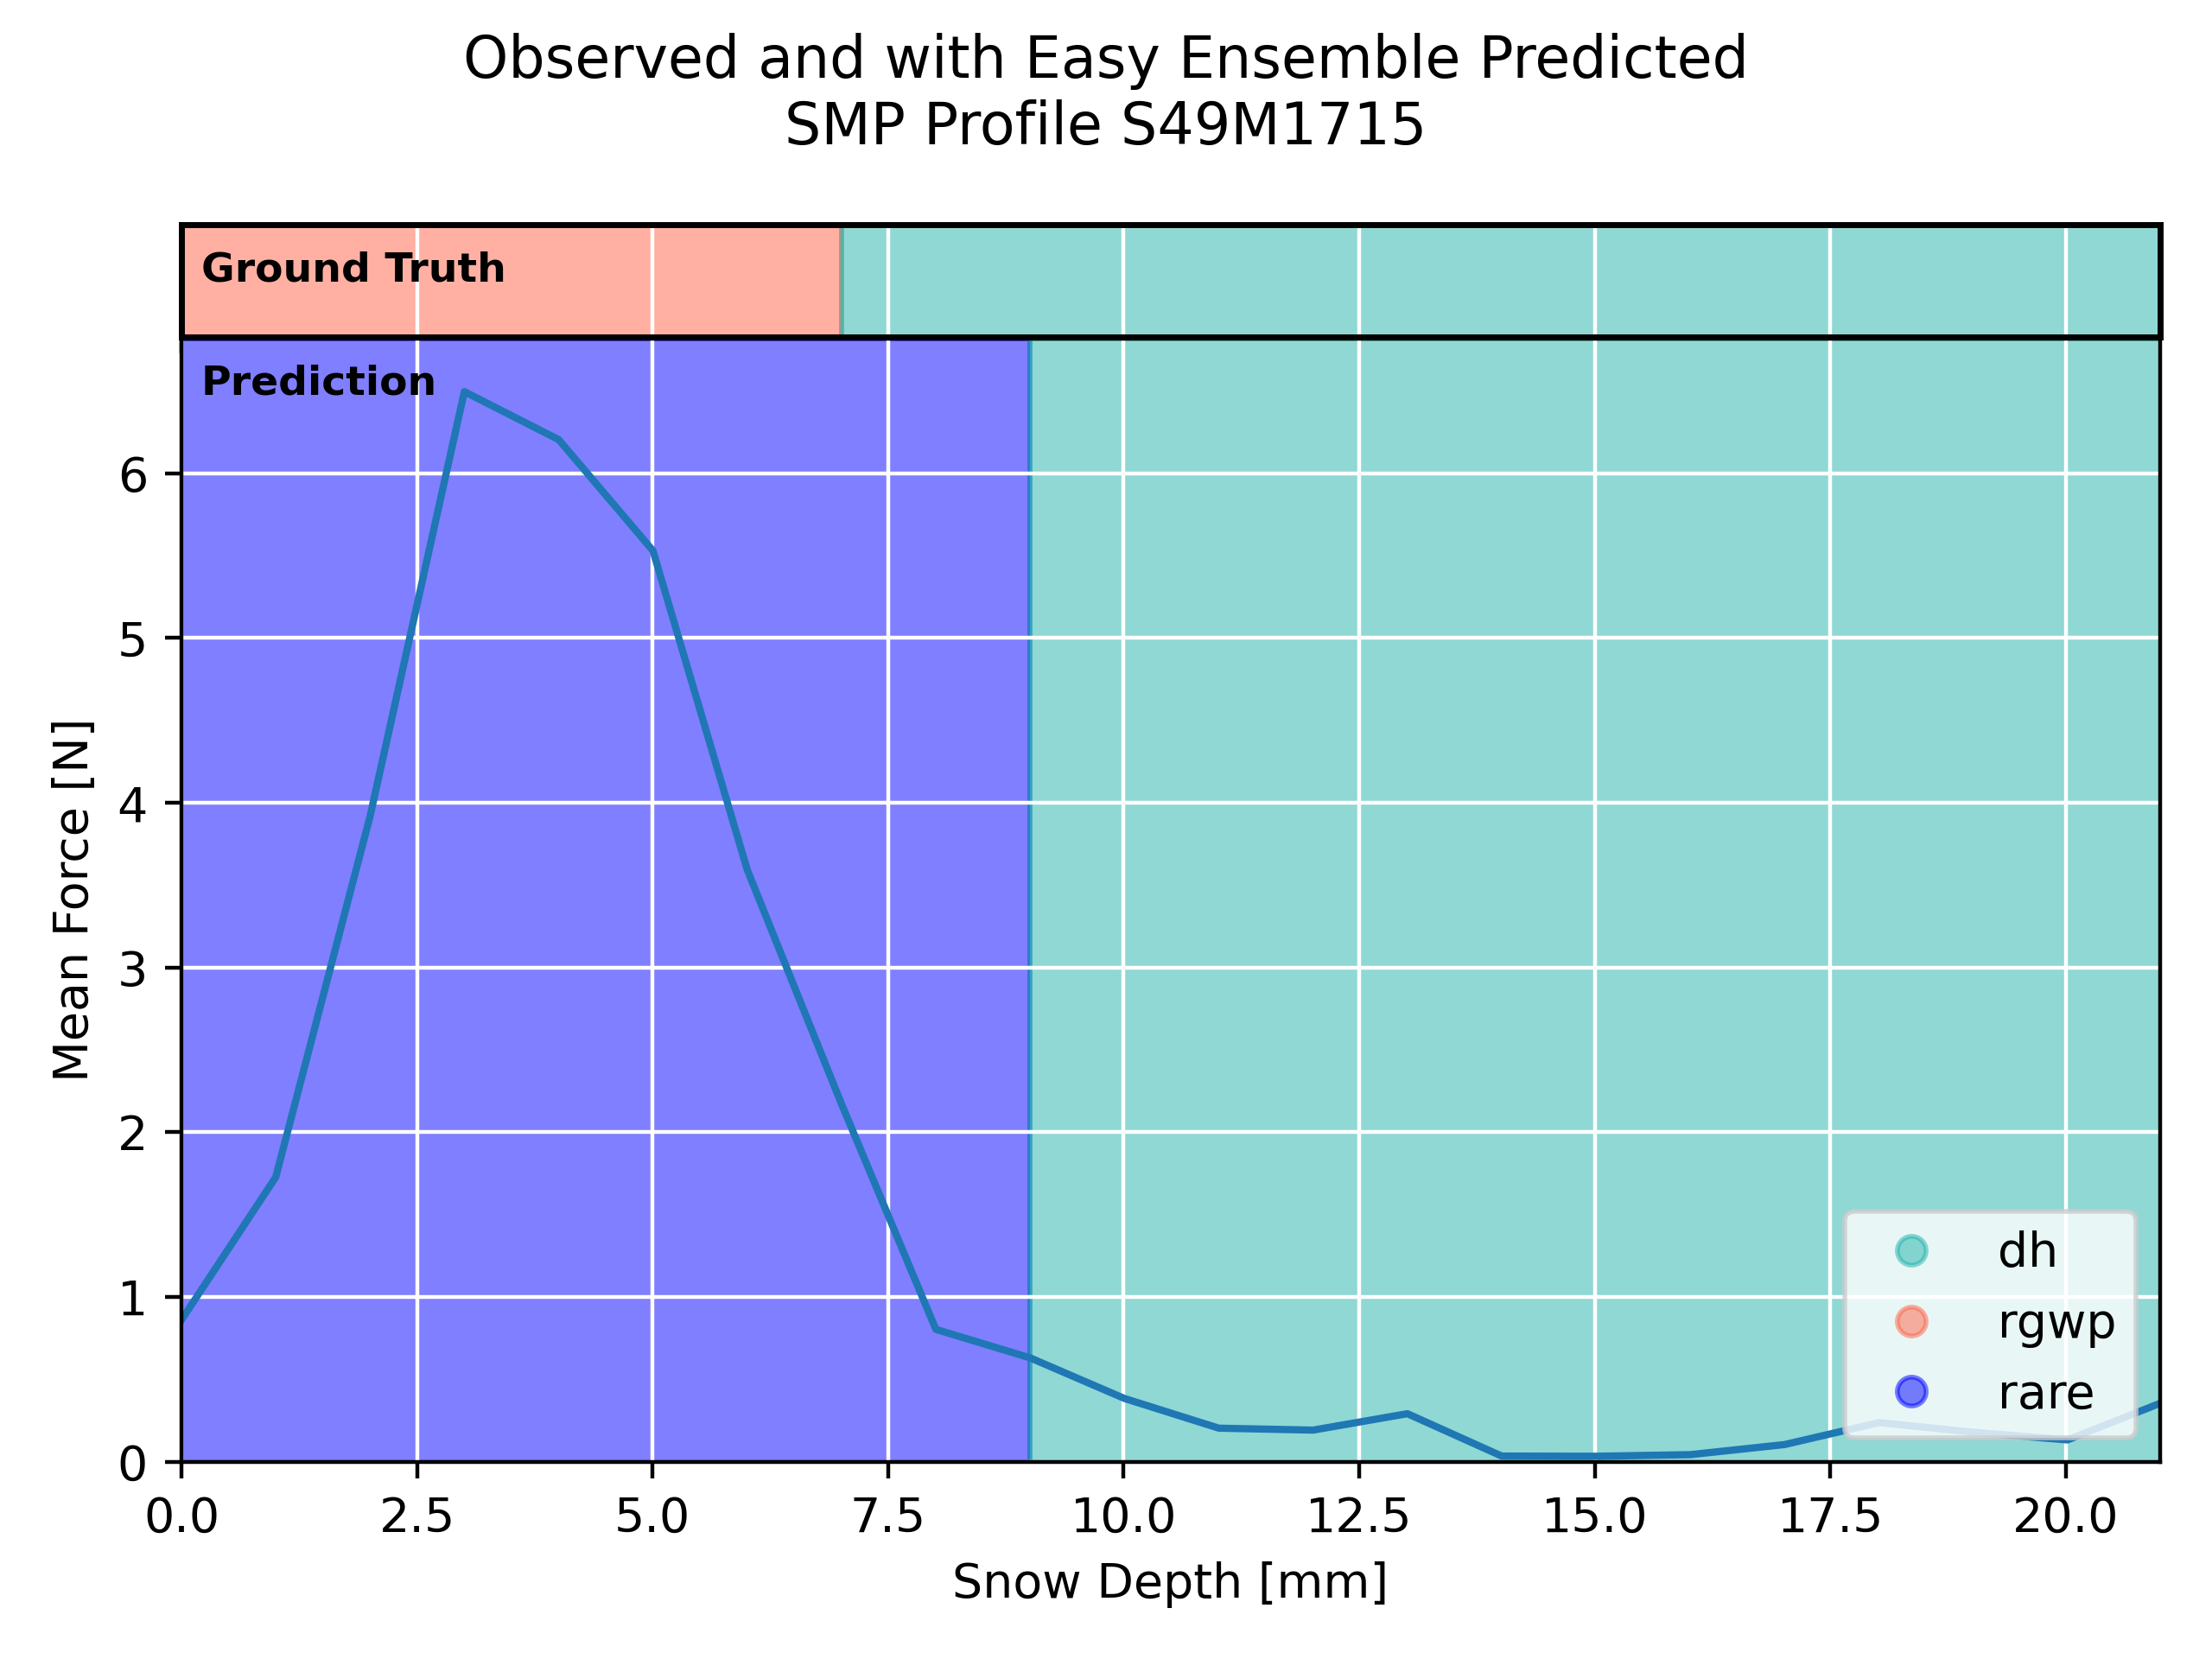 Observed and with Easy Ensemble Predicted
SMP Profile S49M1715
Ground Truth
Prediction
6
5
4
3
2
1
0
Mean Force [N]
dh
rgwp
rare
0.0 2.5 5.0 7.5 10.0 12.5 15.0 17.5 20.0
Snow Depth [mm]